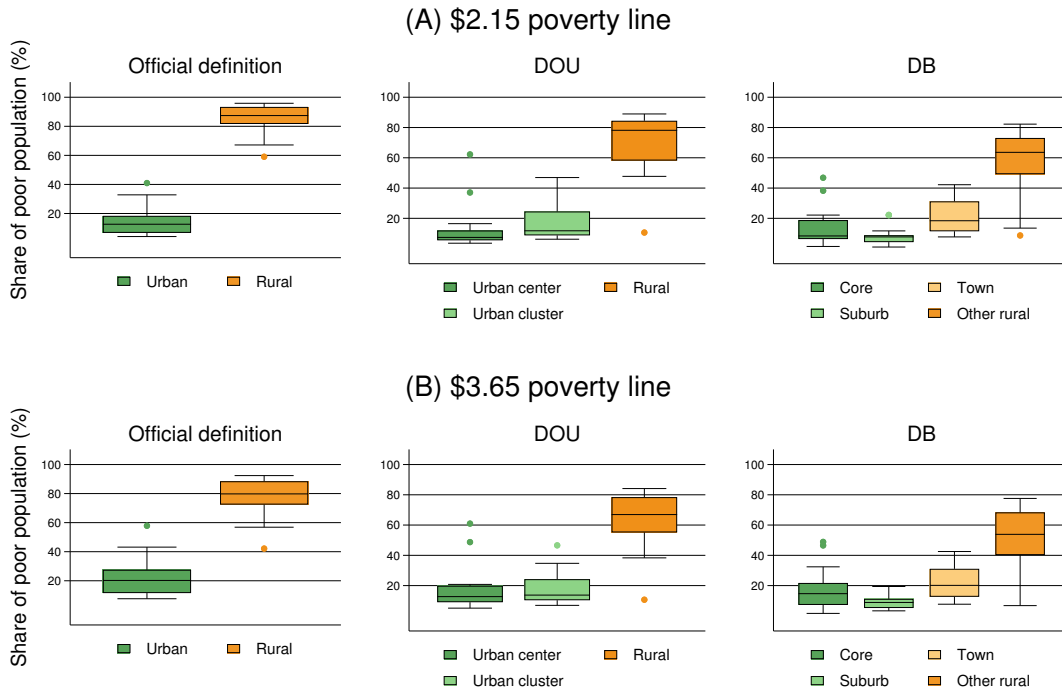 (A) $2.15 poverty line
Share of poor population (%)
Official definition
100
80
60
40
20
Urban
Rural
DOU
100
80
60
40
20
Urban center
Rural
Urban cluster
DB
100
80
60
40
20
Core
Town
Suburb
Other rural
(B) $3.65 poverty line
Share of poor population (%)
Official definition
100
80
60
40
20
Urban
Rural
DOU
100
80
60
40
20
Urban center
Rural
Urban cluster
DB
100
80
60
40
20
Core
Town
Suburb
Other rural